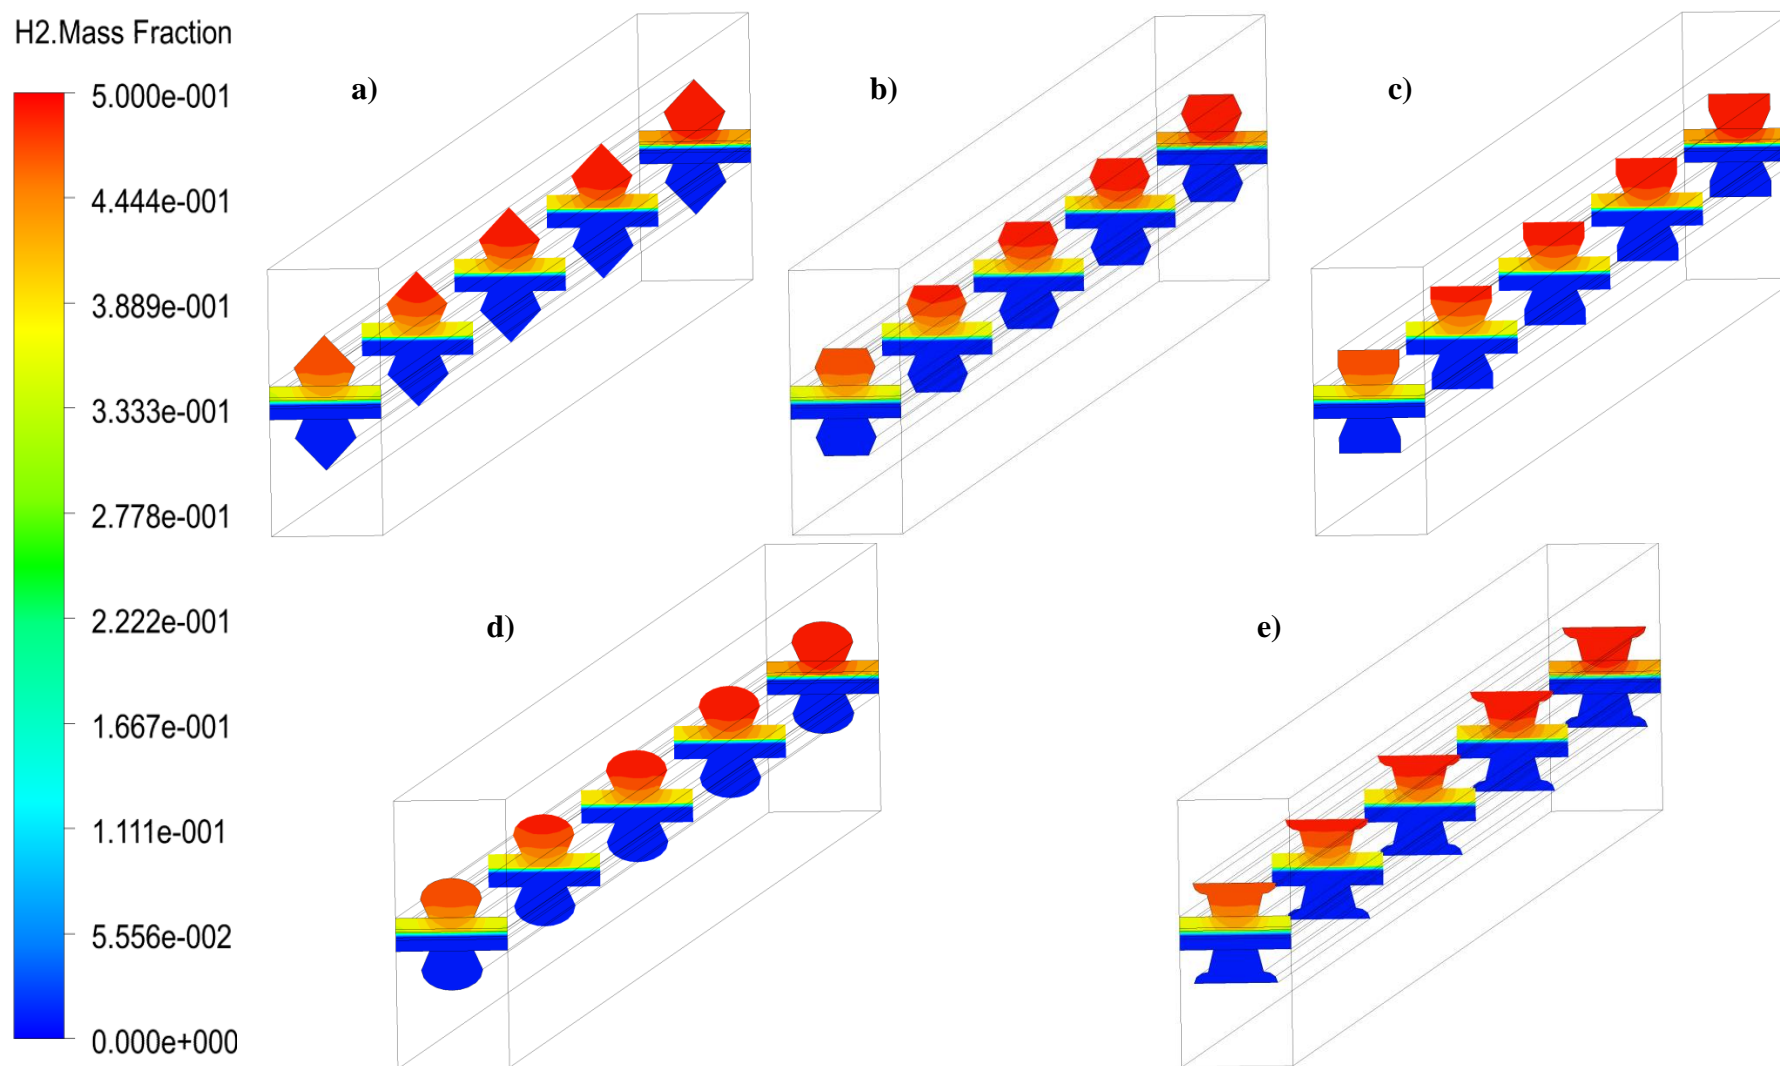 H2.Mass Fraction
5.000e-001
4.444e-001
3.889e-001
3.333e-001
2.778e-001
2.222e-001
1.667e-001
1.111e-001
5.556e-002
0.000e+000
a)
b)
c)
d)
e)